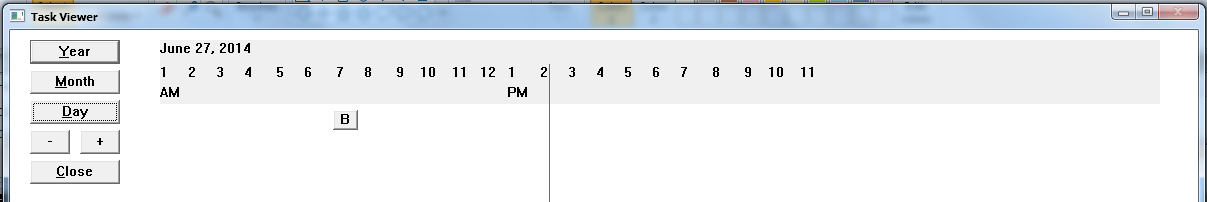 Task Viewer
Year
Month
Day
- +
Close
June 27, 2014
1 2 3 4 5 6 7 8 9 10 11 12 1 2 3 4 5 6 7 8 9 10 11
AM PM
B